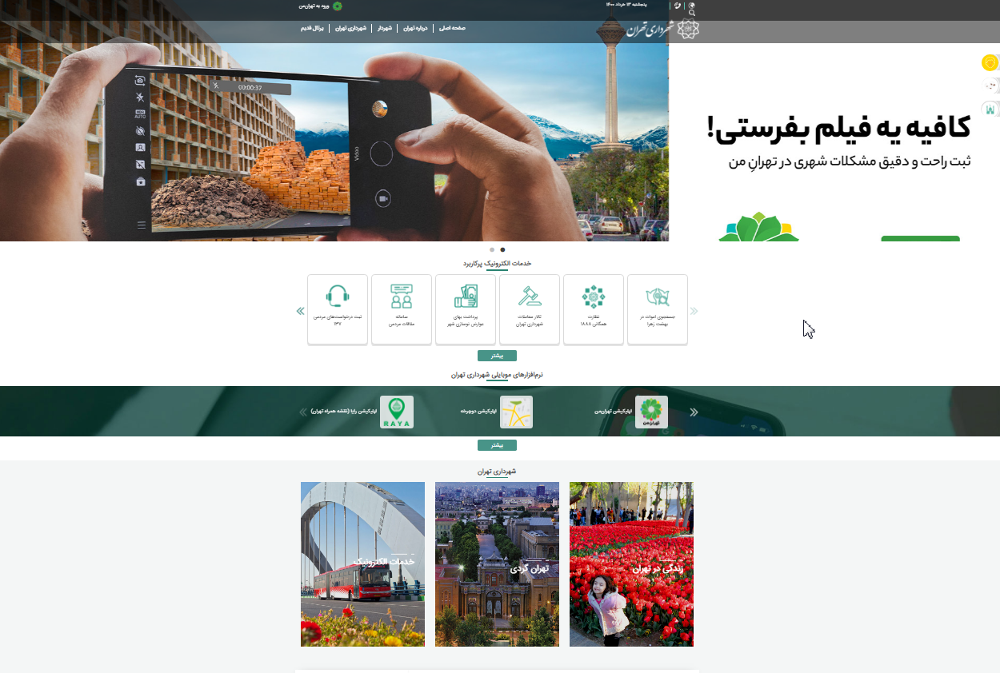 پنجشنبه ۱۳ خرداد ۱۴۰۰
ورود به تهران‌من
شهرداری تهران
صفحه اصلی
درباره تهران
شهردار
شهرداری تهران
پرتال قدیم
00:00:37
HDR
AUTO
VIDEO
کافیه یه فیلم بفرستی!
ثبت راحت و دقیق مشکلات شهری در تهرانِ من
خدمات الکترونیک پرکاربرد
جستجوی اموات در
بهشت زهرا
نظارت
همگانی ۱۸۸۸
تالار معاملات
شهرداری تهران
پرداخت بهای
عوارض نوسازی شهر
سامانه
ملاقات مردمی
ثبت درخواست‌های مردمی
۱۳۷
بیشتر
نرم‌افزارهای موبایلی شهرداری تهران
تهران من
اپلیکیشن تهران‌من
اپلیکیشن دوچرخه
RAYA
اپلیکیشن رایا (نقشه همراه تهران)
بیشتر
شهرداری تهران
زندگی در تهران
تهران گردی
خدمات الکترونیک